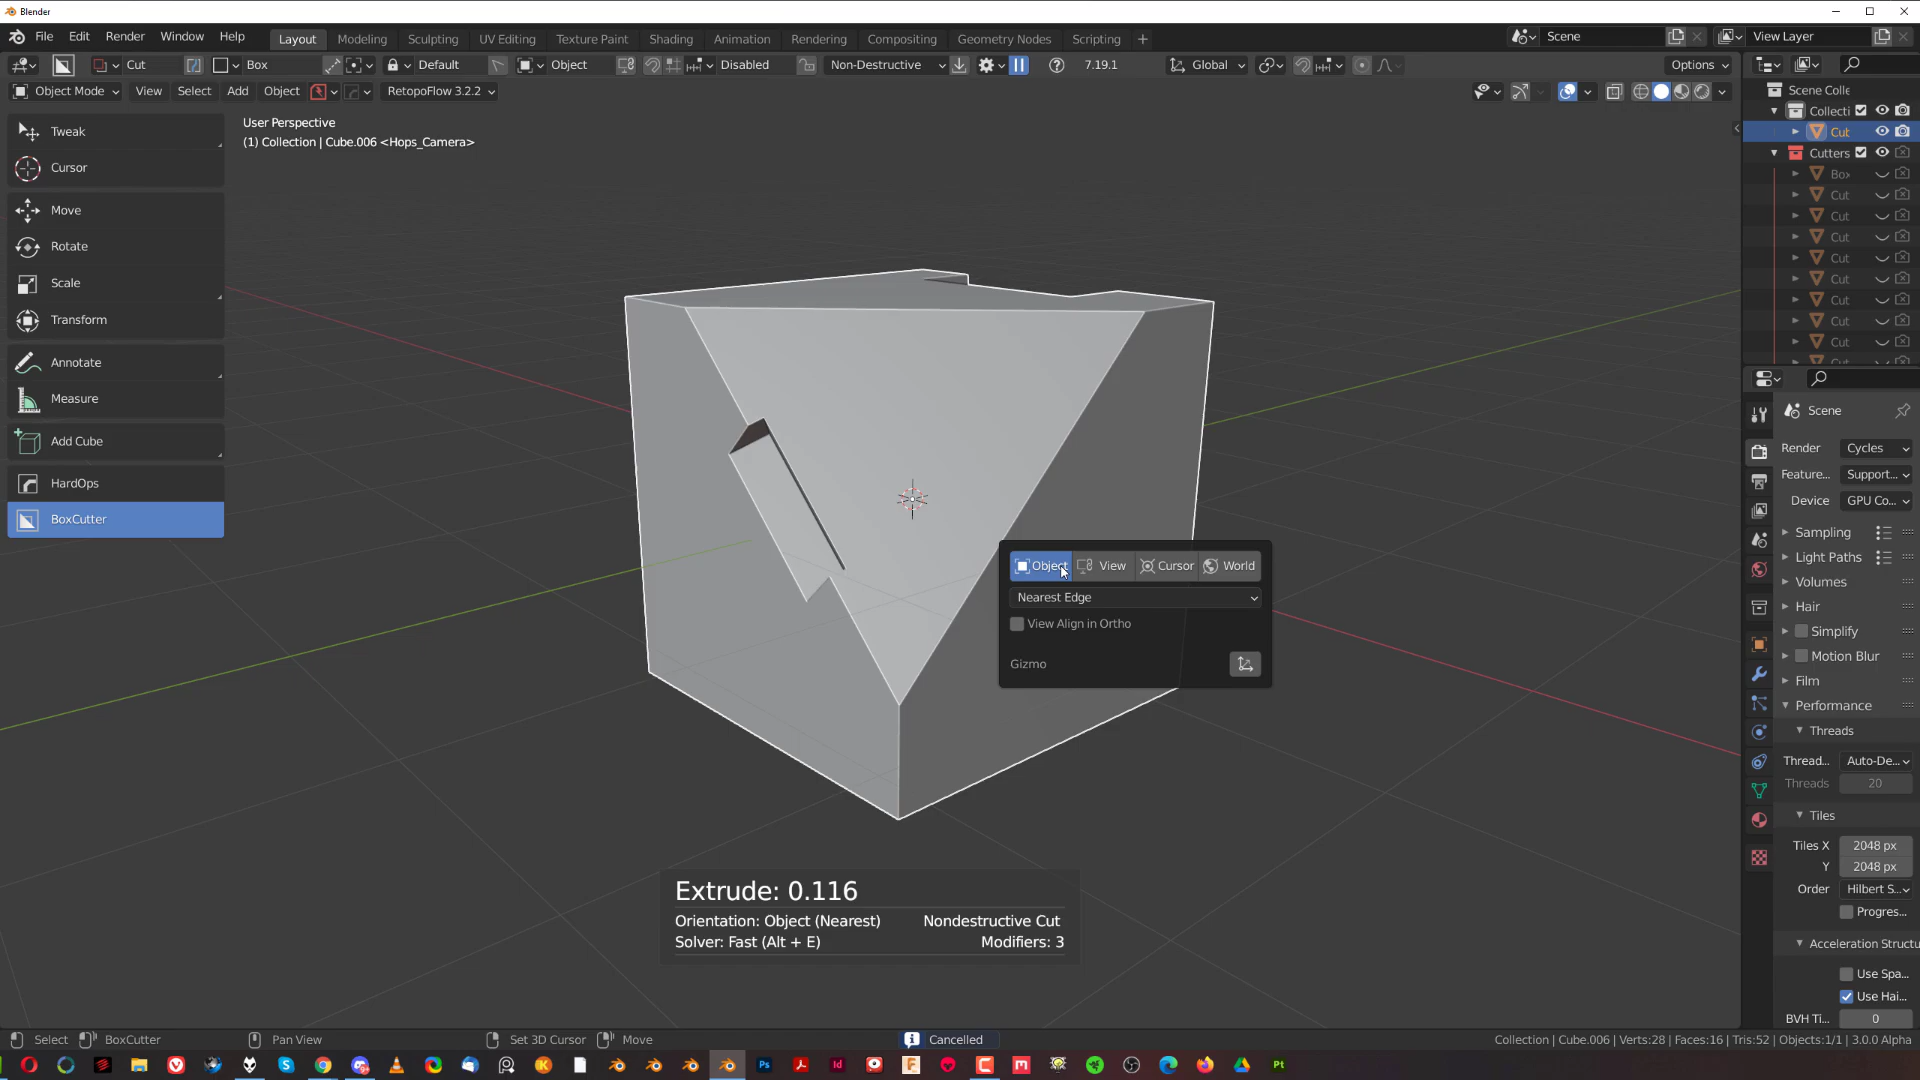 Blender
File Edit Render Window Help Layout Modeling Sculpting UV Editing Texture Paint Shading Animation Rendering Compositing Geometry Nodes Scripting + Scene View Layer
Cut Box Default Object Disabled Non-Destructive 7.19.1 Global Options
Object Mode View Select Add Object RetopoFlow 3.2.2
Scene Colle
Collecti
Cut
Cutters
Box
Cut
Cut
Cut
Cut
Cut
Cut
Cut
Cut
User Perspective
(1) Collection | Cube.006 <Hops_Camera>
Tweak
Cursor
Move
Rotate
Scale
Transform
Annotate
Measure
Add Cube
HardOps
BoxCutter
Object View Cursor World
Nearest Edge
View Align in Ortho
Gizmo
Extrude: 0.116
Orientation: Object (Nearest) Nondestructive Cut
Solver: Fast (Alt + E) Modifiers: 3
Scene
Render Cycles
Feature... Support...
Device GPU Co...
Sampling
Light Paths
Volumes
Hair
Simplify
Motion Blur
Film
Performance
Threads
Thread... Auto-De...
Threads 20
Tiles
Tiles X 2048 px
Y 2048 px
Order Hilbert S...
Progres...
Acceleration Structu
Use Spa...
Use Hai...
BVH Ti... 0
Select BoxCutter Pan View Set 3D Cursor Move Cancelled Collection | Cube.006 | Verts:28 | Faces:16 | Tris:52 | Objects:1/1 | 3.0.0 Alpha